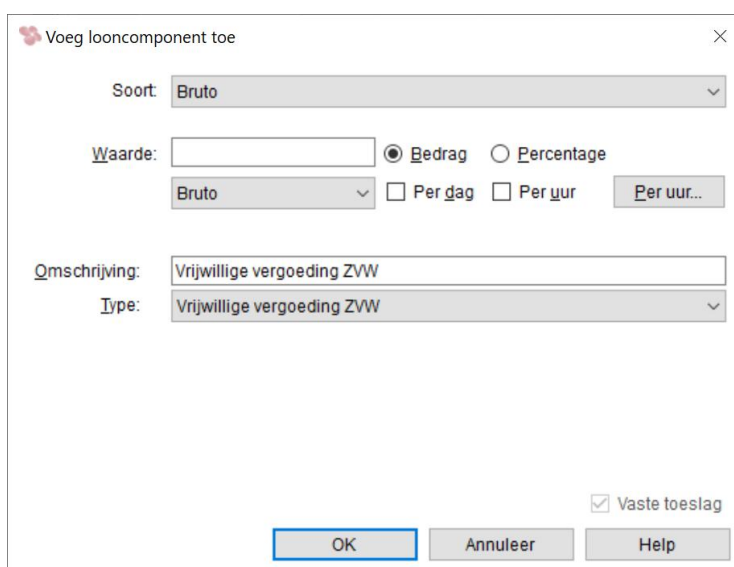 Voeg looncomponent toe
Soort: Bruto
Waarde: Bedrag Percentage
Bruto Per dag Per uur Per uur...
Omschrijving: Vrijwillige vergoeding ZVW
Type: Vrijwillige vergoeding ZVW
Vaste toeslag
OK Annuleer Help